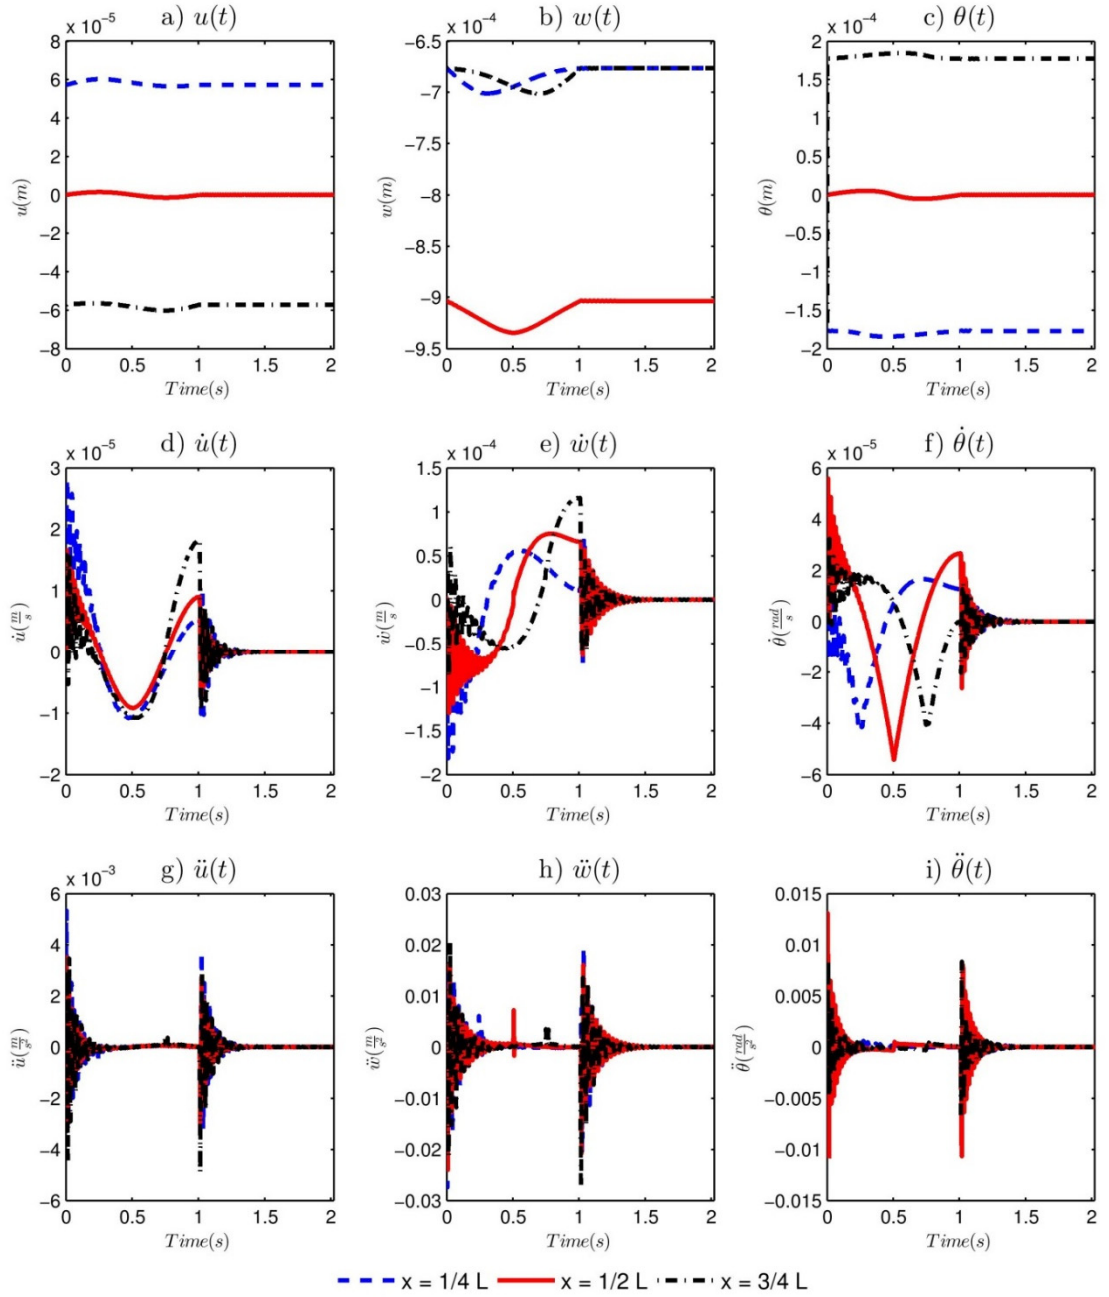 a) u(t)
x 10⁻⁵
8
6
4
2
0
−2
−4
−6
−8
u(m)
0 0.5 1 1.5 2
Time(s)
b) w(t)
x 10⁻⁴
−6.5
−7
−7.5
−8
−8.5
−9
−9.5
w(m)
0 0.5 1 1.5 2
Time(s)
c) θ(t)
x 10⁻⁴
2
1.5
1
0.5
0
−0.5
−1
−1.5
−2
θ(m)
0 0.5 1 1.5 2
Time(s)
d) u̇(t)
x 10⁻⁵
3
2
1
0
−1
−2
u̇(m/s)
0 0.5 1 1.5 2
Time(s)
e) ẇ(t)
x 10⁻⁴
1.5
1
0.5
0
−0.5
−1
−1.5
−2
ẇ(m/s)
0 0.5 1 1.5 2
Time(s)
f) θ̇(t)
x 10⁻⁵
6
4
2
0
−2
−4
−6
θ̇(rad/s)
0 0.5 1 1.5 2
Time(s)
g) ü(t)
x 10⁻³
6
4
2
0
−2
−4
−6
ü(m/s²)
0 0.5 1 1.5 2
Time(s)
h) ẅ(t)
0.03
0.02
0.01
0
−0.01
−0.02
−0.03
ẅ(m/s²)
0 0.5 1 1.5 2
Time(s)
i) θ̈(t)
0.015
0.01
0.005
0
−0.005
−0.01
−0.015
θ̈(rad/s²)
0 0.5 1 1.5 2
Time(s)
x = 1/4 L x = 1/2 L x = 3/4 L